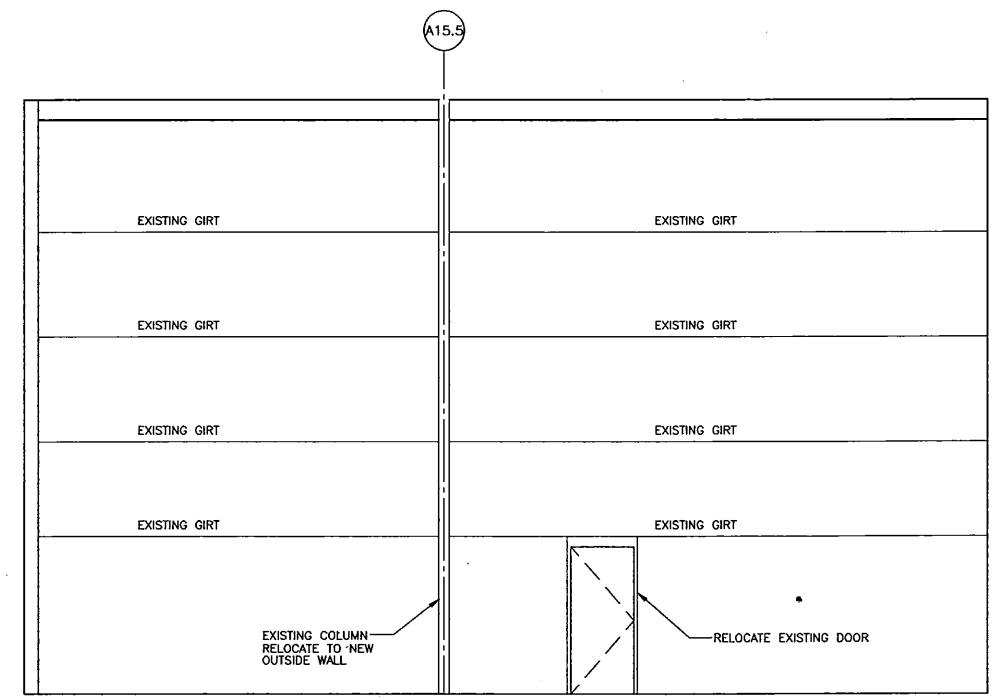 A15.5
EXISTING GIRT
EXISTING GIRT
EXISTING GIRT
EXISTING GIRT
EXISTING GIRT
EXISTING GIRT
EXISTING GIRT
EXISTING GIRT
EXISTING COLUMN
RELOCATE TO NEW
OUTSIDE WALL
RELOCATE EXISTING DOOR